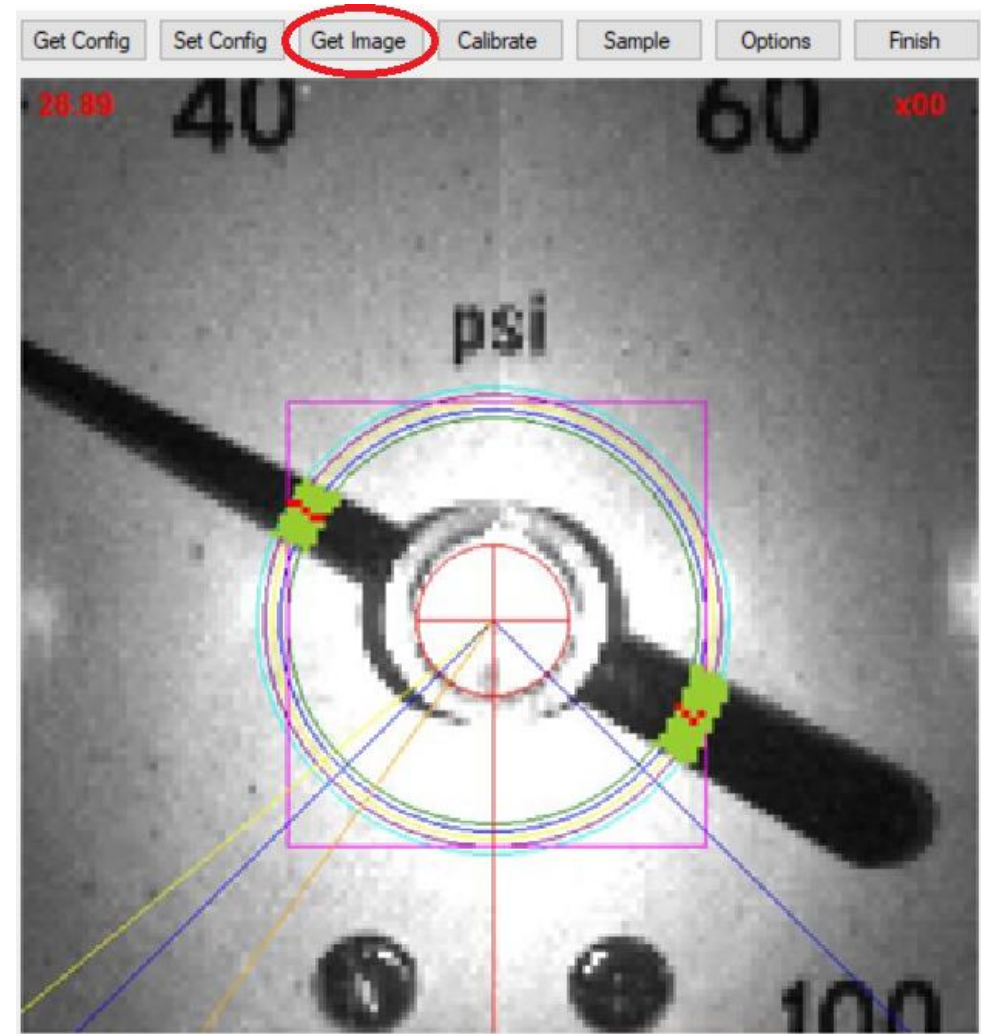 Get Config Set Config Get Image Calibrate Sample Options Finish
28.89 x00
40 60
psi
100